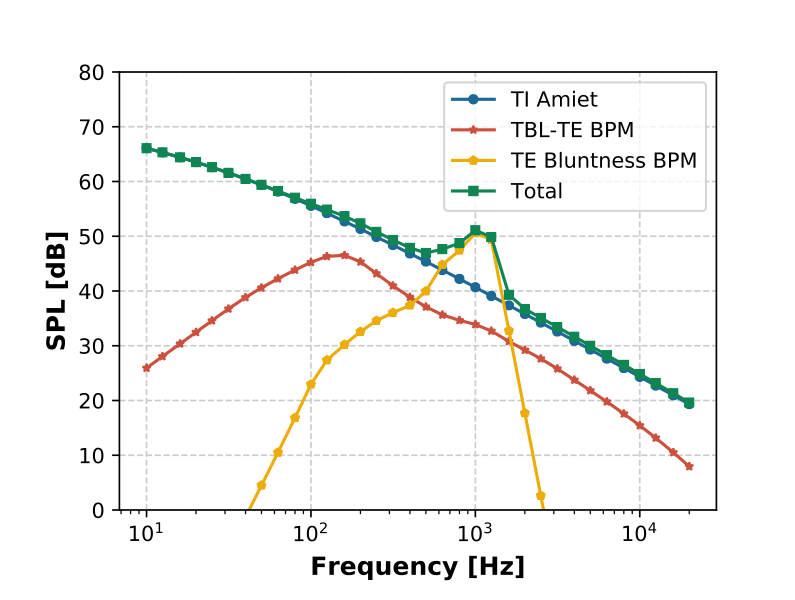 80
70
60
50
40
30
20
10
0
SPL [dB]
TI Amiet
TBL-TE BPM
TE Bluntness BPM
Total
10¹
10²
10³
10⁴
Frequency [Hz]